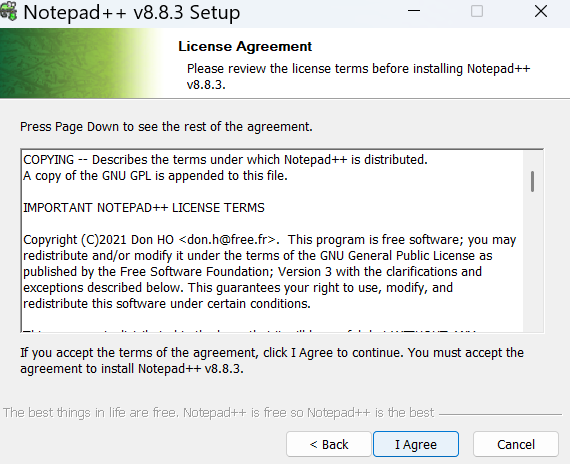 Notepad++ v8.8.3 Setup
License Agreement
Please review the license terms before installing Notepad++
v8.8.3.
Press Page Down to see the rest of the agreement.
COPYING -- Describes the terms under which Notepad++ is distributed.
A copy of the GNU GPL is appended to this file.
IMPORTANT NOTEPAD++ LICENSE TERMS
Copyright (C)2021 Don HO <don.h@free.fr>.  This program is free software; you may
redistribute and/or modify it under the terms of the GNU General Public License as
published by the Free Software Foundation; Version 3 with the clarifications and
exceptions described below. This guarantees your right to use, modify, and
redistribute this software under certain conditions.
If you accept the terms of the agreement, click I Agree to continue. You must accept the
agreement to install Notepad++ v8.8.3.
The best things in life are free. Notepad++ is free so Notepad++ is the best
< Back
I Agree
Cancel